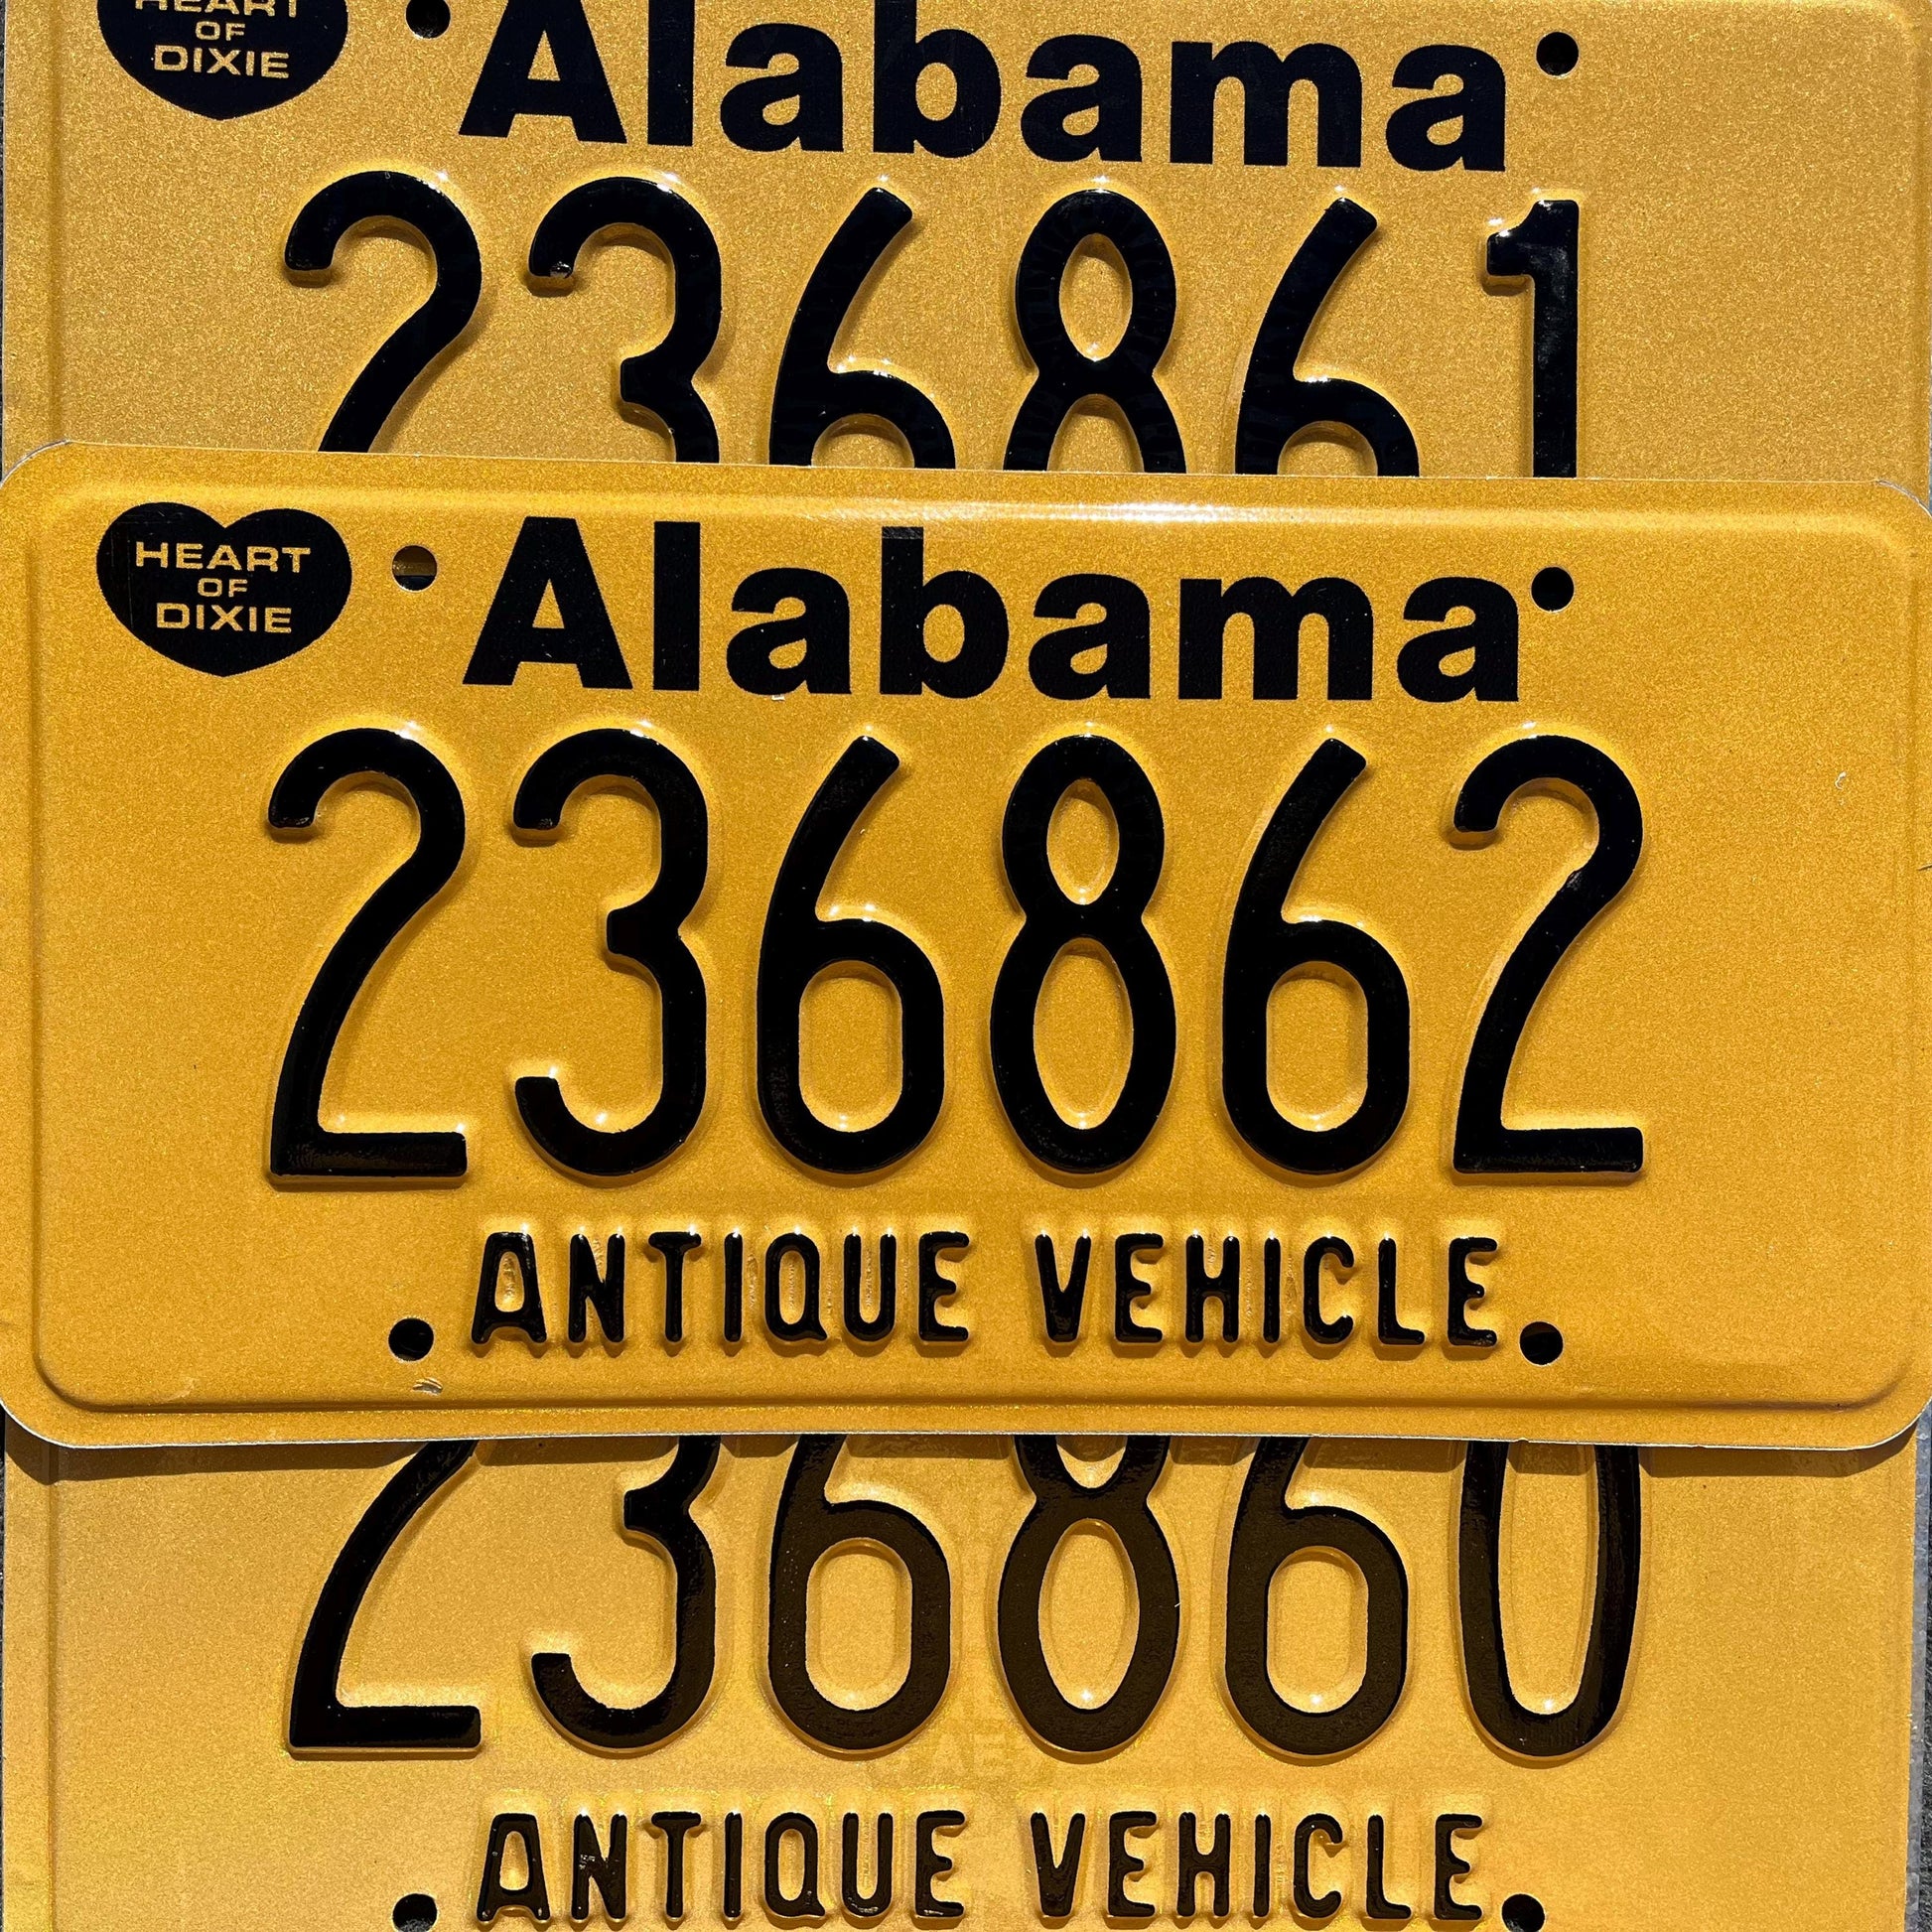 HEART
OF
DIXIE
Alabama
236861
HEART
OF
DIXIE
Alabama
236862
ANTIQUE VEHICLE
236860
ANTIQUE VEHICLE